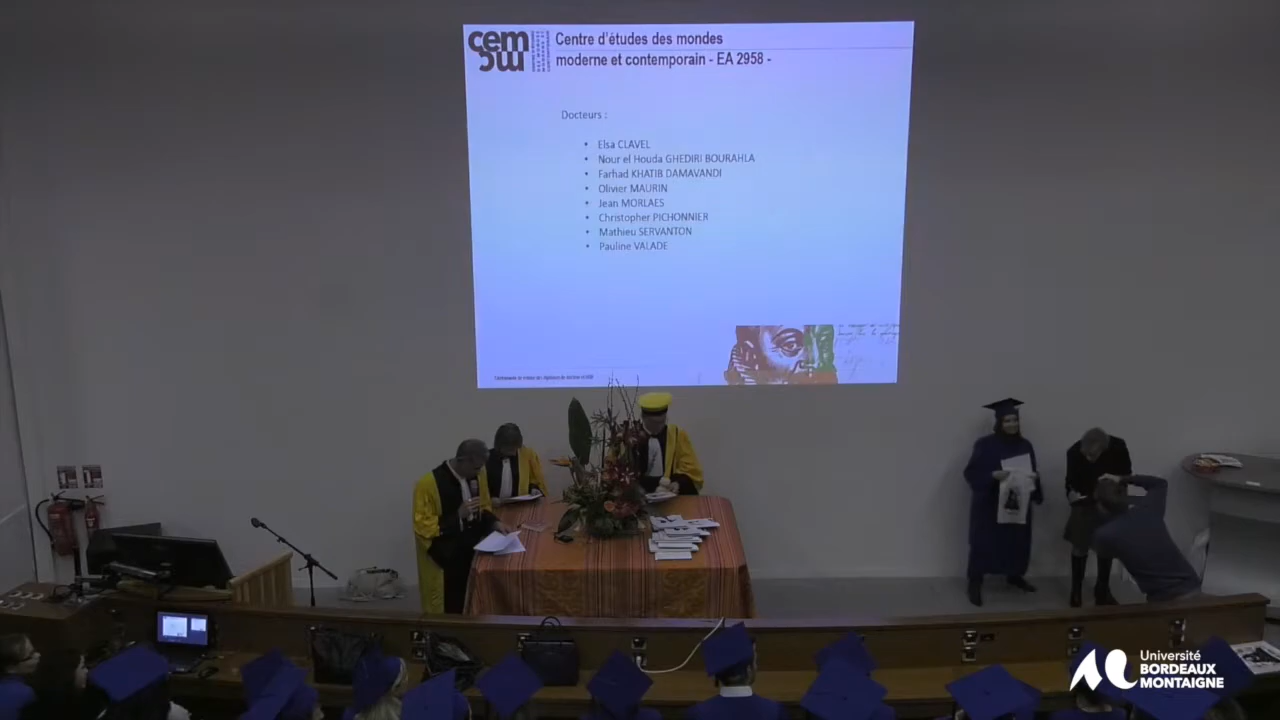 cem
Centre d'études des mondes
moderne et contemporain - EA 2958 -
Docteurs :
• Elsa CLAVEL
• Nour el Houda GHEDIRI BOURAHLA
• Farhad KHATIB DAMAVANDI
• Olivier MAURIN
• Jean MORLAES
• Christopher PICHONNIER
• Mathieu SERVANTON
• Pauline VALADE
Université
BORDEAUX
MONTAIGNE